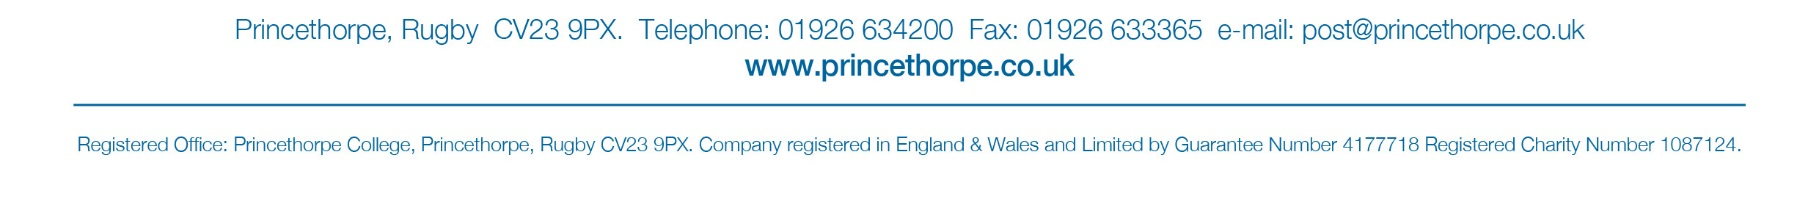 Princethorpe, Rugby  CV23 9PX.  Telephone: 01926 634200  Fax: 01926 633365  e-mail: post@princethorpe.co.uk
www.princethorpe.co.uk
Registered Office: Princethorpe College, Princethorpe, Rugby CV23 9PX. Company registered in England & Wales and Limited by Guarantee Number 4177718 Registered Charity Number 1087124.